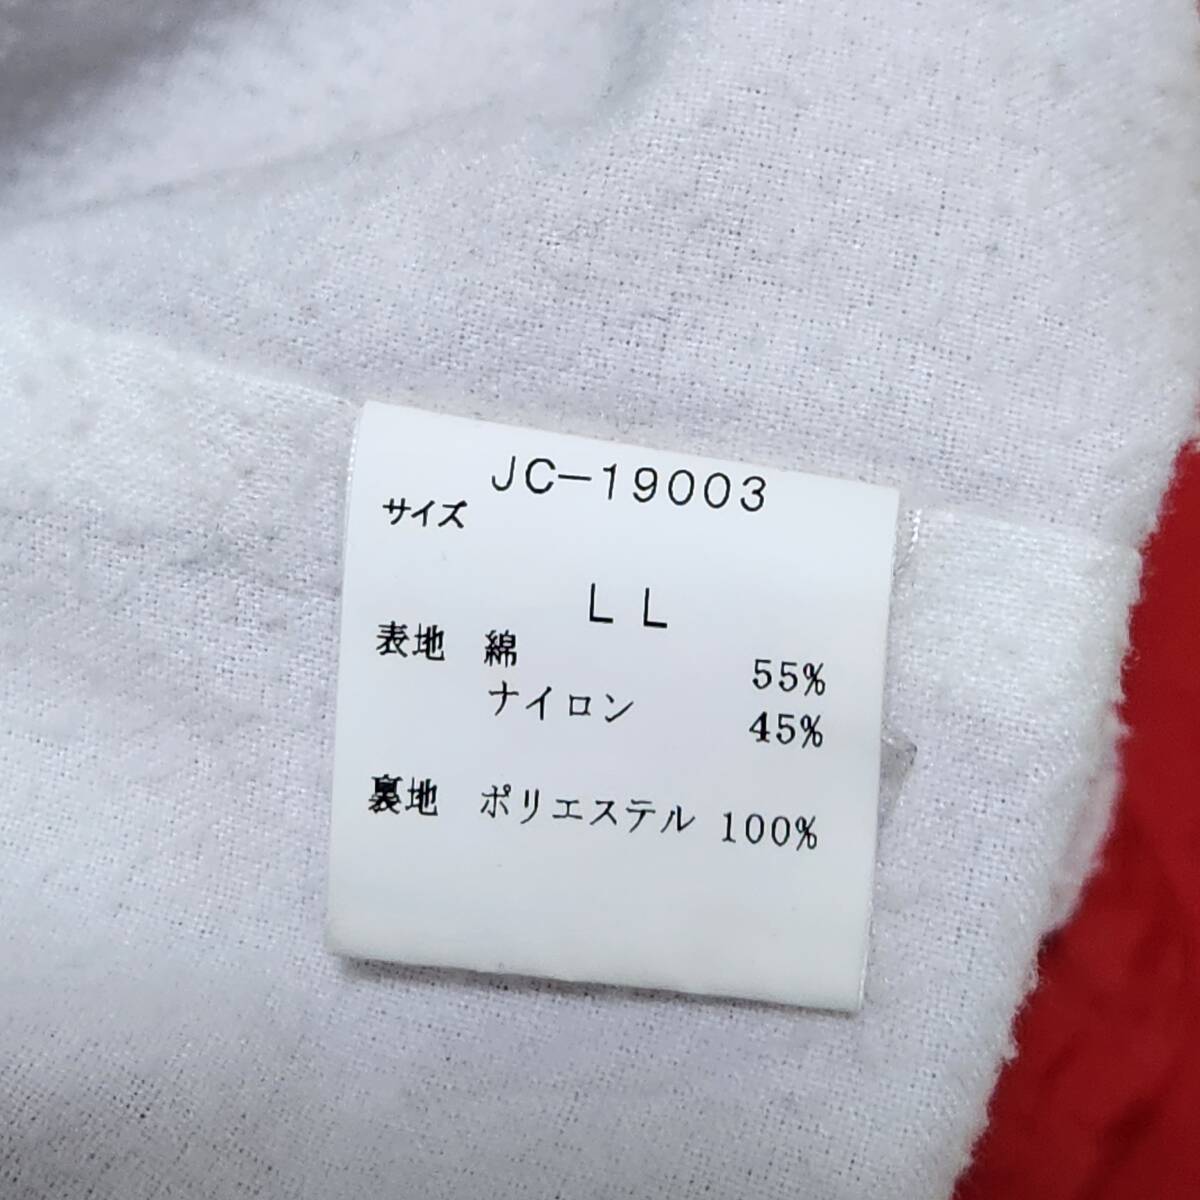 JC-19003
サイズ
LL
表地 綿 55%
ナイロン 45%
裏地 ポリエステル 100%